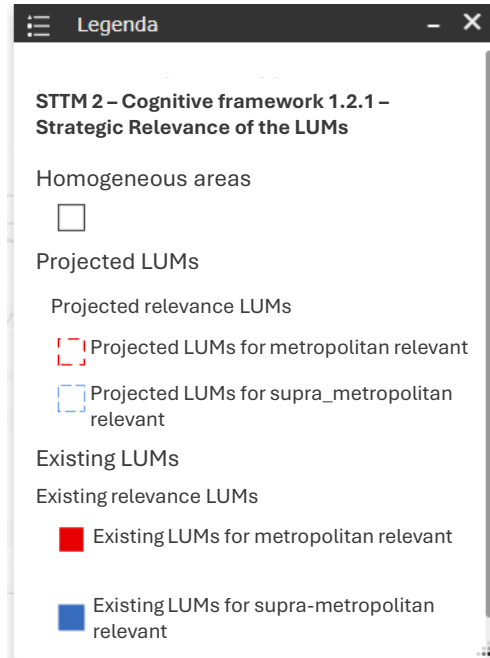 Legenda
STTM 2 – Cognitive framework 1.2.1 –
Strategic Relevance of the LUMs
Homogeneous areas
Projected LUMs
Projected relevance LUMs
Projected LUMs for metropolitan relevant
Projected LUMs for supra_metropolitan
relevant
Existing LUMs
Existing relevance LUMs
Existing LUMs for metropolitan relevant
Existing LUMs for supra-metropolitan
relevant